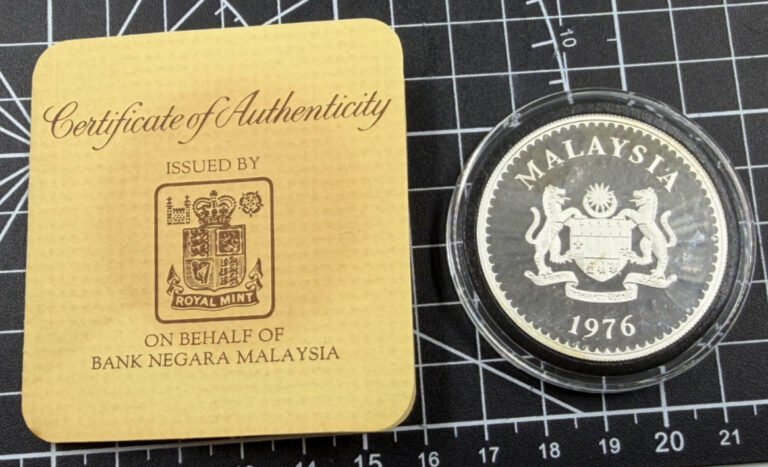 Certificate of Authenticity
ISSUED BY
ROYAL MINT
ON BEHALF OF
BANK NEGARA MALAYSIA
MALAYSIA
1976
10
15
16
17
18
19
20
21